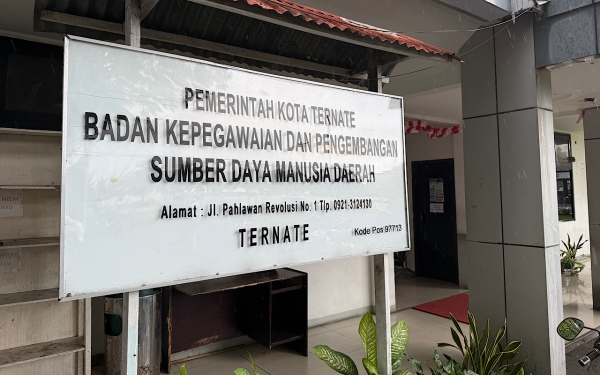 PEMERINTAH KOTA TERNATE
BADAN KEPEGAWAIAN DAN PENGEMBANGAN
SUMBER DAYA MANUSIA DAERAH
Alamat : Jl. Pahlawan Revolusi No. 1 Tlp. 0921-3124130
TERNATE
Kode Pos 97713